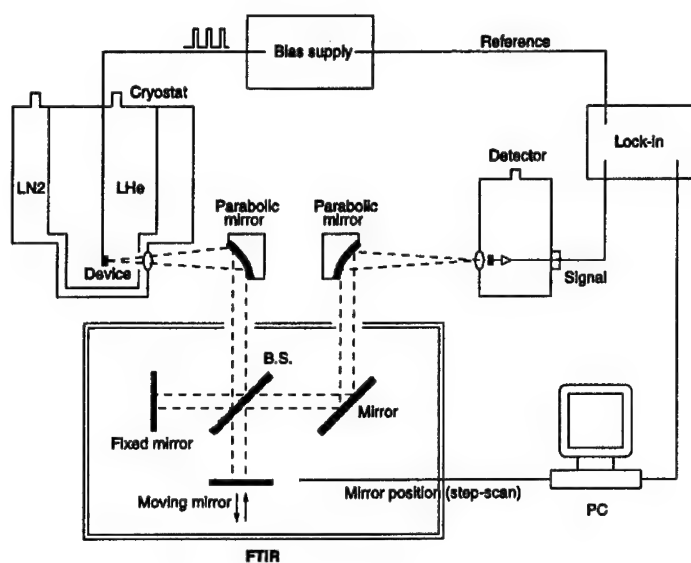 Bias supply
Reference
Cryostat
Lock-in
Detector
LN2
LHe
Parabolic
mirror
Parabolic
mirror
Device
Signal
B.S.
Mirror
Fixed mirror
Moving mirror
Mirror position (step-scan)
PC
FTIR